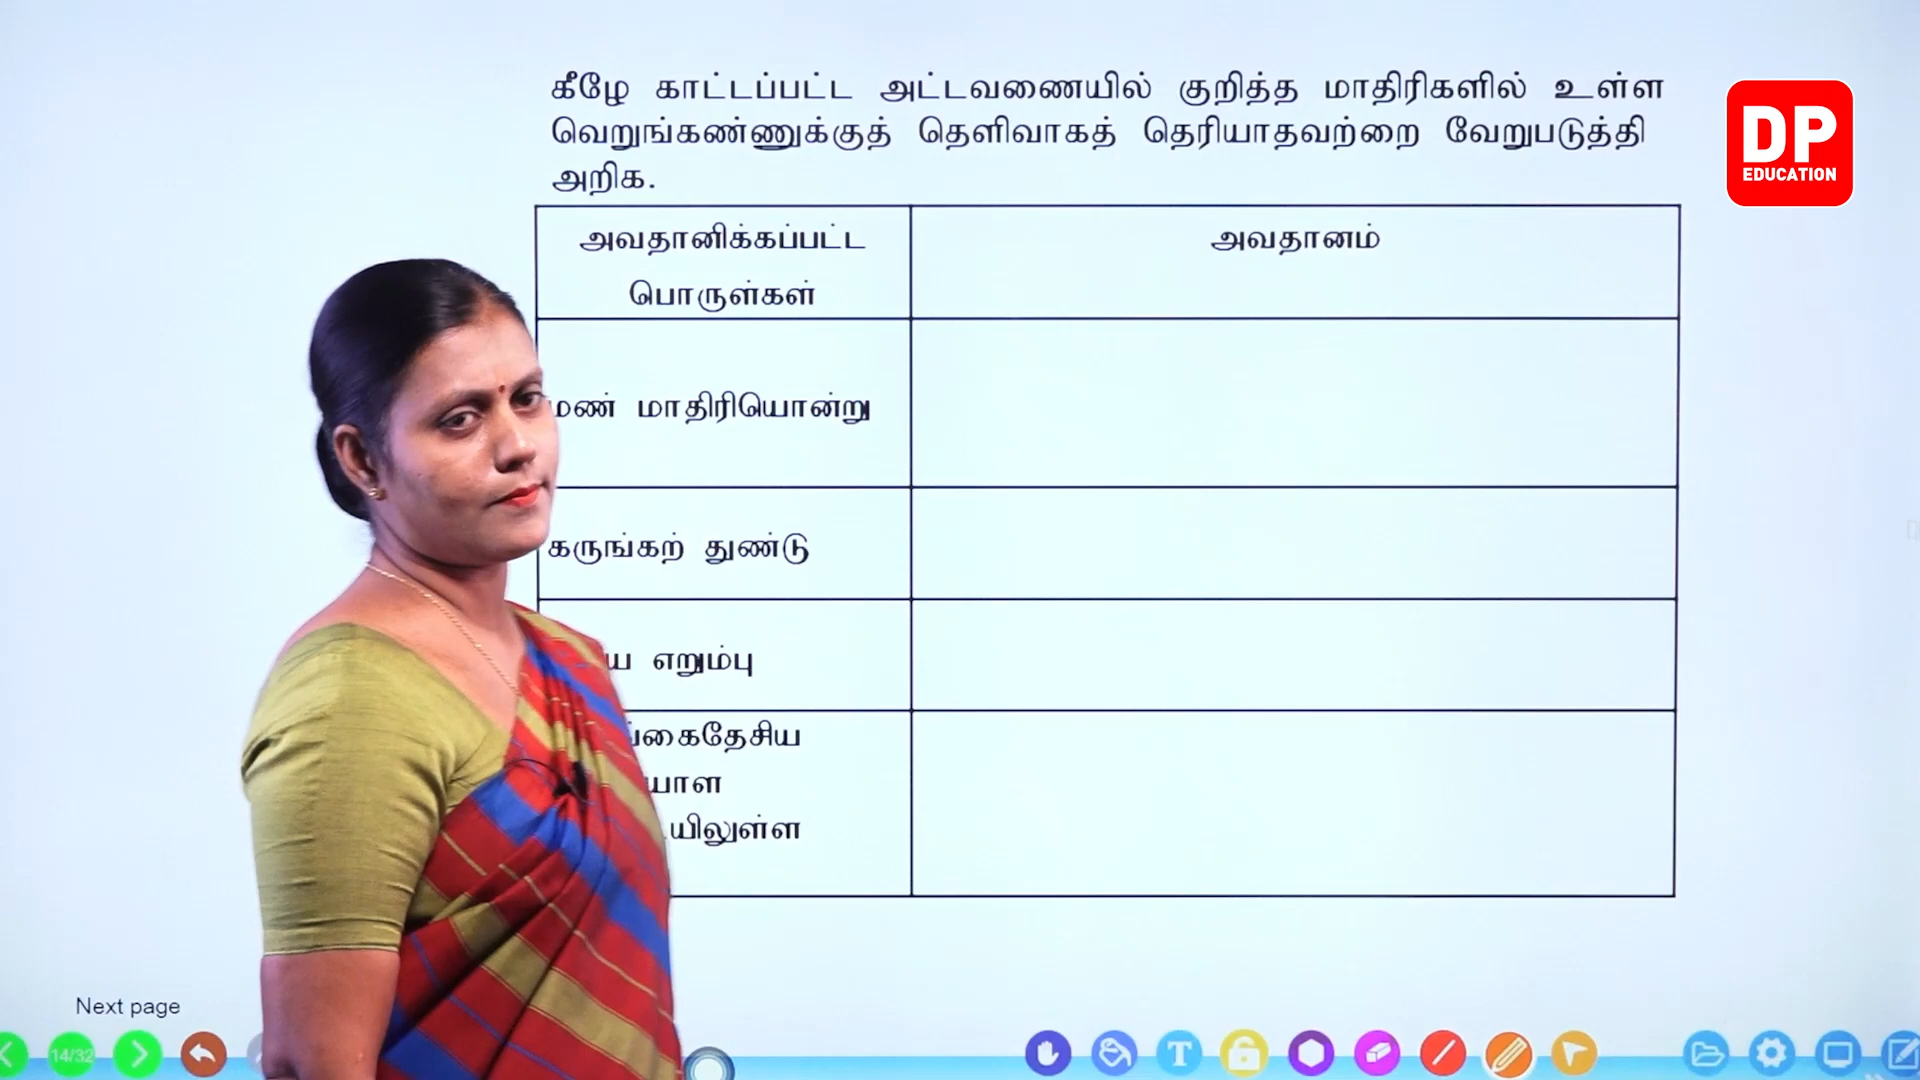 கீழே காட்டப்பட்ட அட்டவணையில் குறித்த மாதிரிகளில் உள்ள
வெறுங்கண்ணுக்குத் தெளிவாகத் தெரியாதவற்றை வேறுபடுத்தி
அறிக.
DP
EDUCATION
அவதானிக்கப்பட்ட
பொருள்கள்
அவதானம்
மண் மாதிரியொன்று
கருங்கற் துண்டு
எறும்பு
Next page
14/32